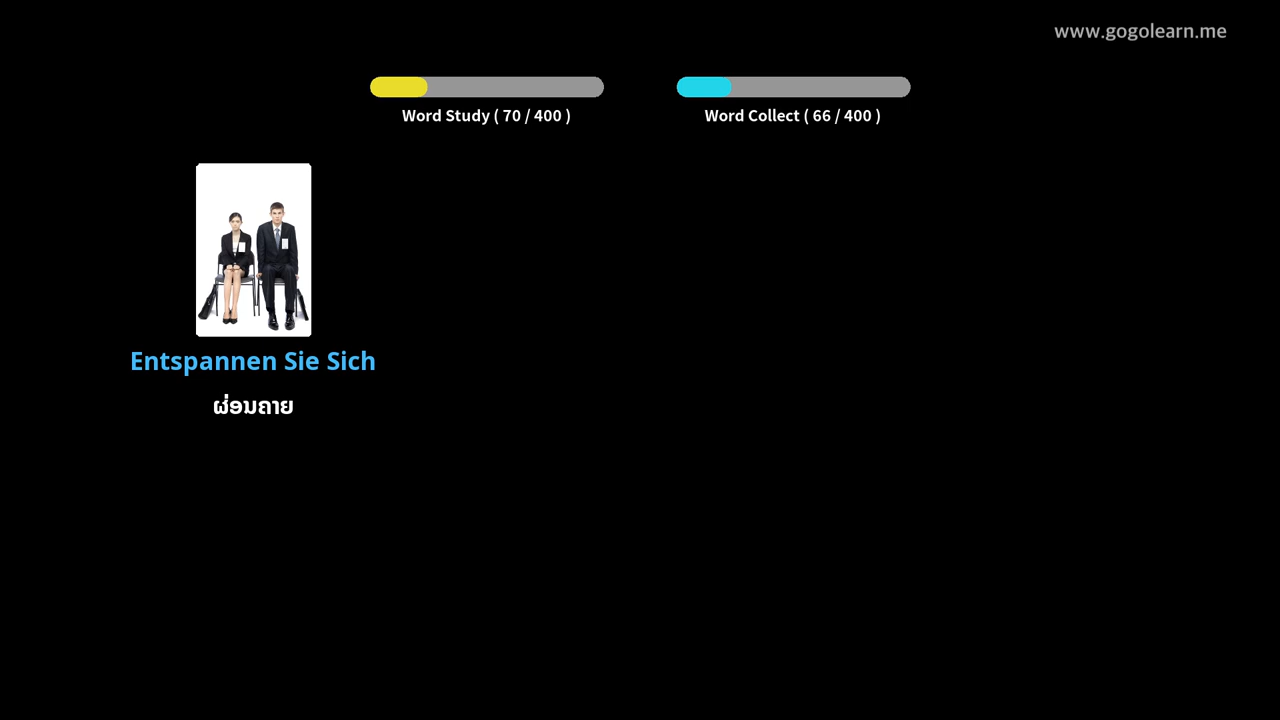 www.gogolearn.me
Word Study ( 70 / 400 )
Word Collect ( 66 / 400 )
Entspannen Sie Sich
ຜ່ອນຄາຍ